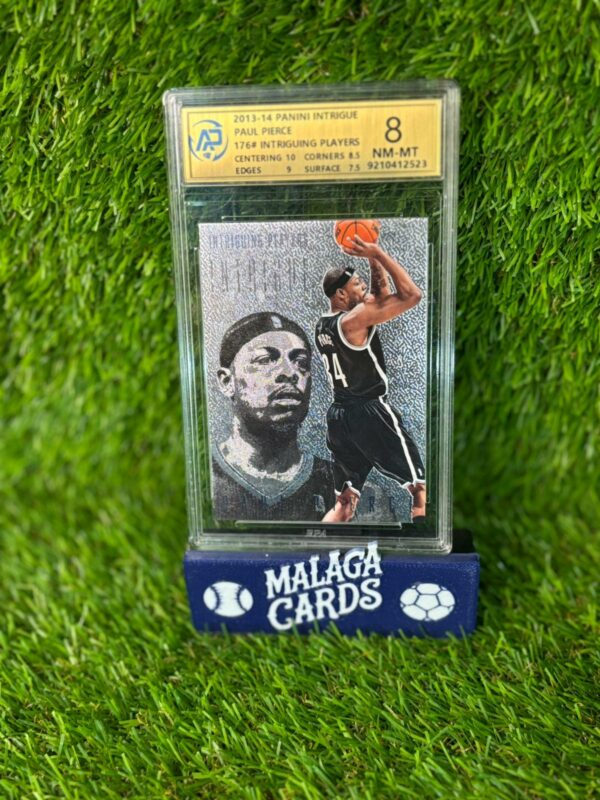 2013-14 PANINI INTRIGUE
PAUL PIERCE
176# INTRIGUING PLAYERS
CENTERING 10 CORNERS 8.5
EDGES 9 SURFACE 7.5
8
NM-MT
9210412523
INTRIGUING PLAYERS
INTRIGUE
34
MALAGA
CARDS